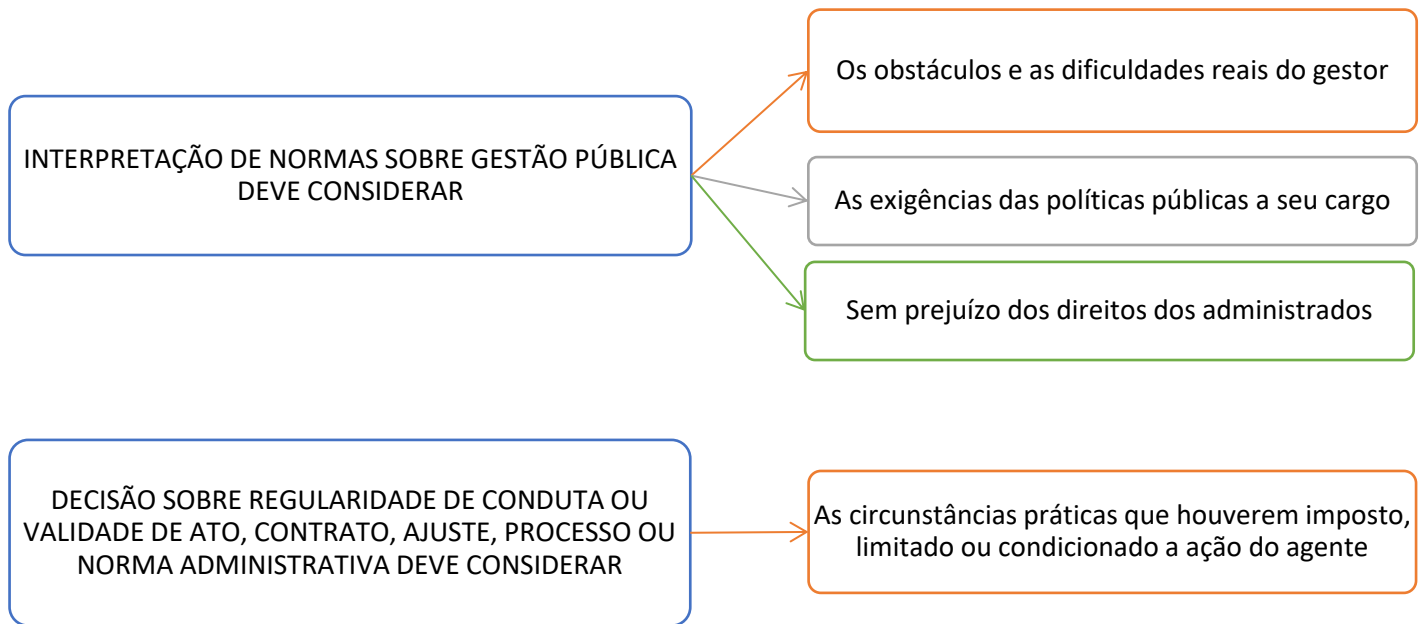 INTERPRETAÇÃO DE NORMAS SOBRE GESTÃO PÚBLICA
DEVE CONSIDERAR
Os obstáculos e as dificuldades reais do gestor
As exigências das políticas públicas a seu cargo
Sem prejuízo dos direitos dos administrados
DECISÃO SOBRE REGULARIDADE DE CONDUTA OU
VALIDADE DE ATO, CONTRATO, AJUSTE, PROCESSO OU
NORMA ADMINISTRATIVA DEVE CONSIDERAR
As circunstâncias práticas que houverem imposto,
limitado ou condicionado a ação do agente